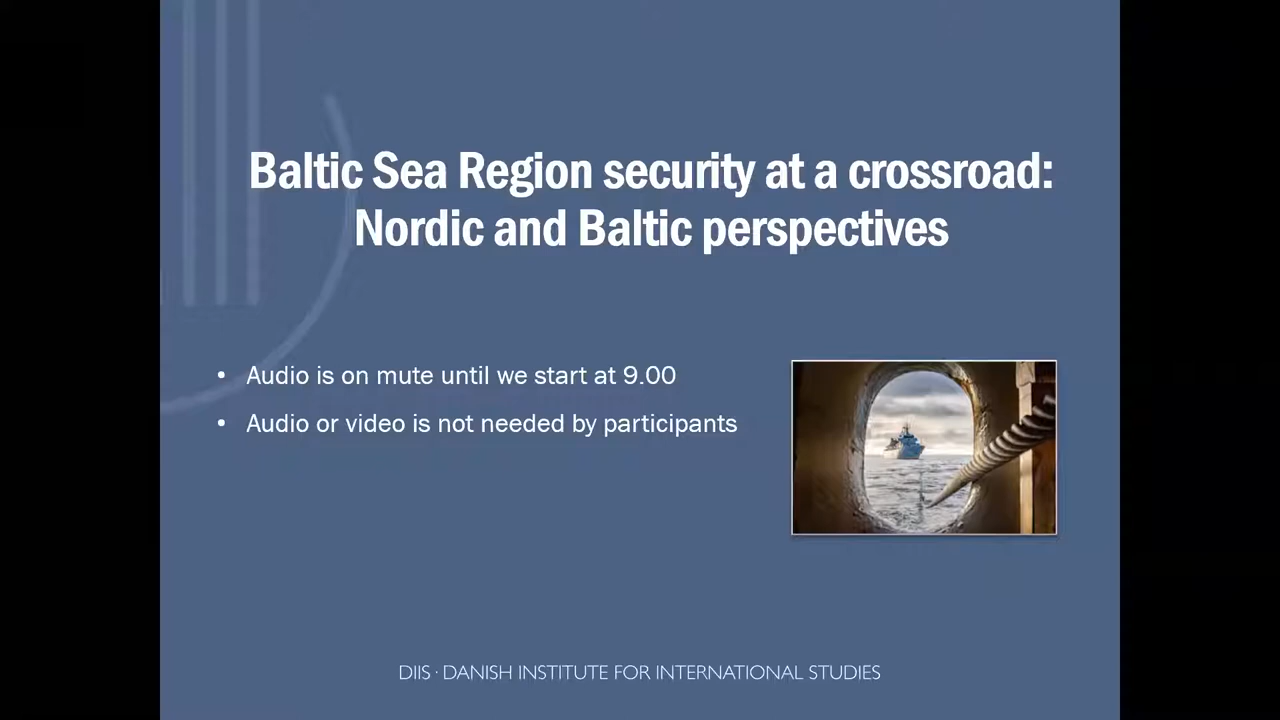 Baltic Sea Region security at a crossroad:
Nordic and Baltic perspectives
• Audio is on mute until we start at 9.00
• Audio or video is not needed by participants
DIIS · DANISH INSTITUTE FOR INTERNATIONAL STUDIES